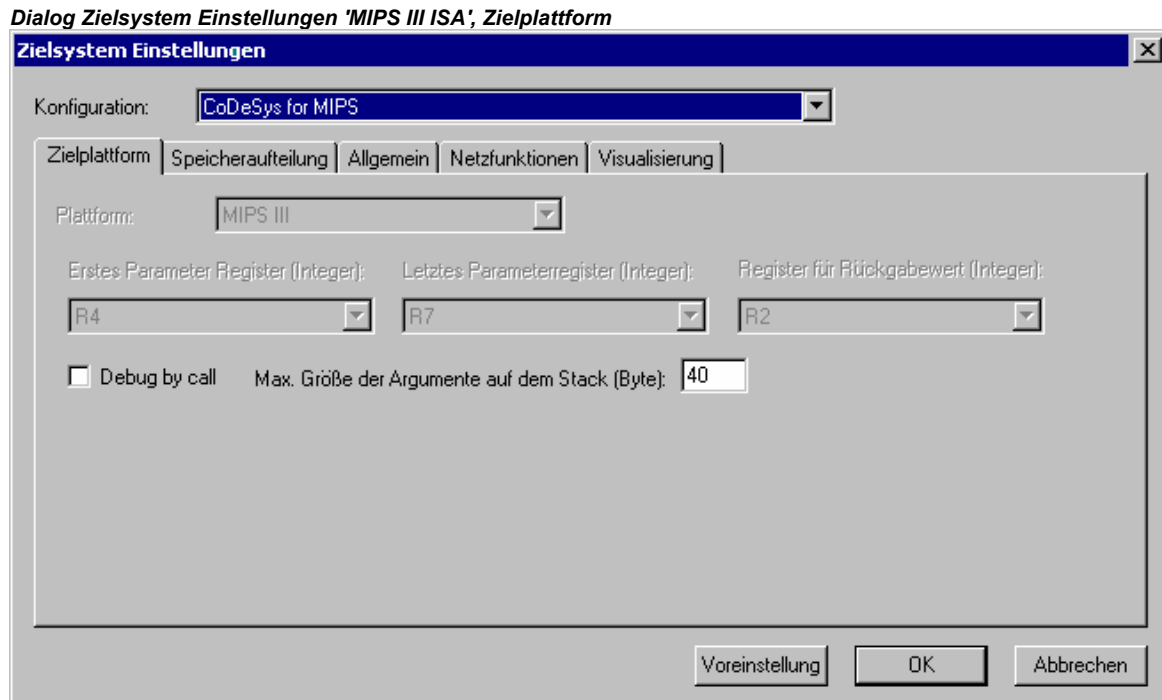 Dialog Zielsystem Einstellungen 'MIPS III ISA', Zielplattform
Zielsystem Einstellungen
Konfiguration: CoDeSys for MIPS
Zielplattform Speicheraufteilung Allgemein Netzfunktionen Visualisierung
Plattform: MIPS III
Erstes Parameter Register (Integer): Letztes Parameterregister (Integer): Register für Rückgabewert (Integer):
R4 R7 R2
Debug by call Max. Größe der Argumente auf dem Stack (Byte): 40
Voreinstellung OK Abbrechen